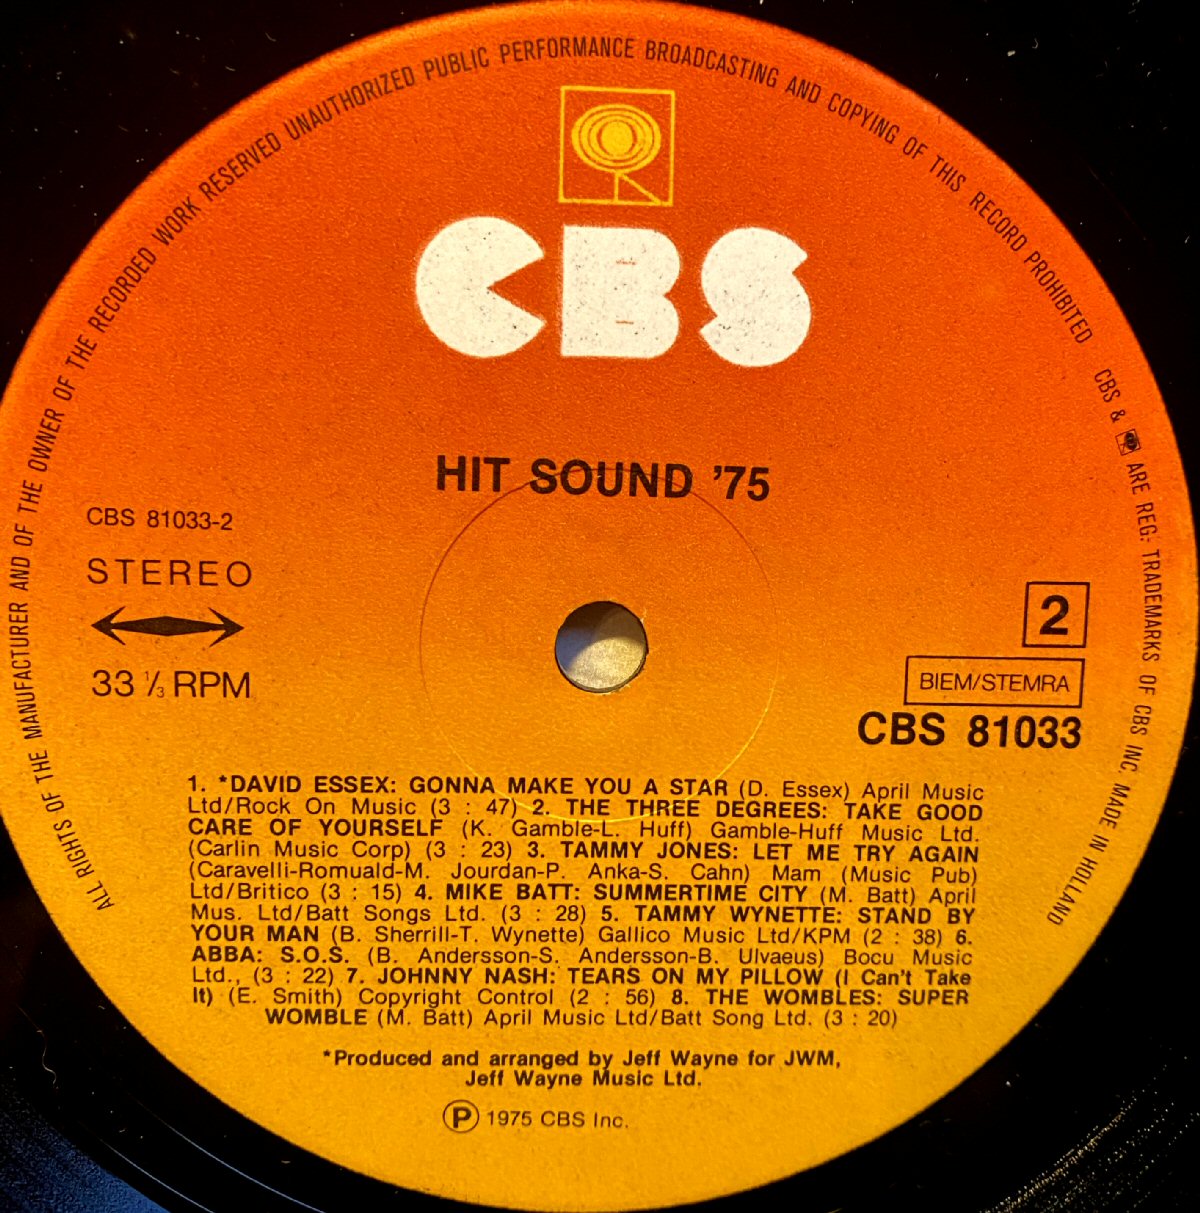 ALL RIGHTS OF THE MANUFACTURER AND OF THE OWNER OF THE RECORDED WORK RESERVED UNAUTHORIZED PUBLIC PERFORMANCE BROADCASTING AND COPYING OF THIS RECORD PROHIBITED
CBS & ARE REG. TRADEMARKS OF CBS INC. MADE IN HOLLAND
CBS
HIT SOUND '75
CBS 81033-2
STEREO
33 1/3 RPM
2
BIEM/STEMRA
CBS 81033
1. *DAVID ESSEX: GONNA MAKE YOU A STAR (D. Essex) April Music
Ltd/Rock On Music (3 : 47) 2. THE THREE DEGREES: TAKE GOOD
CARE OF YOURSELF (K. Gamble-L. Huff) Gamble-Huff Music Ltd.
(Carlin Music Corp) (3 : 23) 3. TAMMY JONES: LET ME TRY AGAIN
(Caravelli-Romuald-M. Jourdan-P. Anka-S. Cahn) Mam (Music Pub)
Ltd/Britico (3 : 15) 4. MIKE BATT: SUMMERTIME CITY (M. Batt) April
Mus. Ltd/Batt Songs Ltd. (3 : 28) 5. TAMMY WYNETTE: STAND BY
YOUR MAN (B. Sherrill-T. Wynette) Gallico Music Ltd/KPM (2 : 38) 6.
ABBA: S.O.S. (B. Andersson-S. Andersson-B. Ulvaeus) Bocu Music
Ltd., (3 : 22) 7. JOHNNY NASH: TEARS ON MY PILLOW (I Can't Take
It) (E. Smith) Copyright Control (2 : 56) 8. THE WOMBLES: SUPER
WOMBLE (M. Batt) April Music Ltd/Batt Song Ltd. (3 : 20)
*Produced and arranged by Jeff Wayne for JWM,
Jeff Wayne Music Ltd.
℗ 1975 CBS Inc.